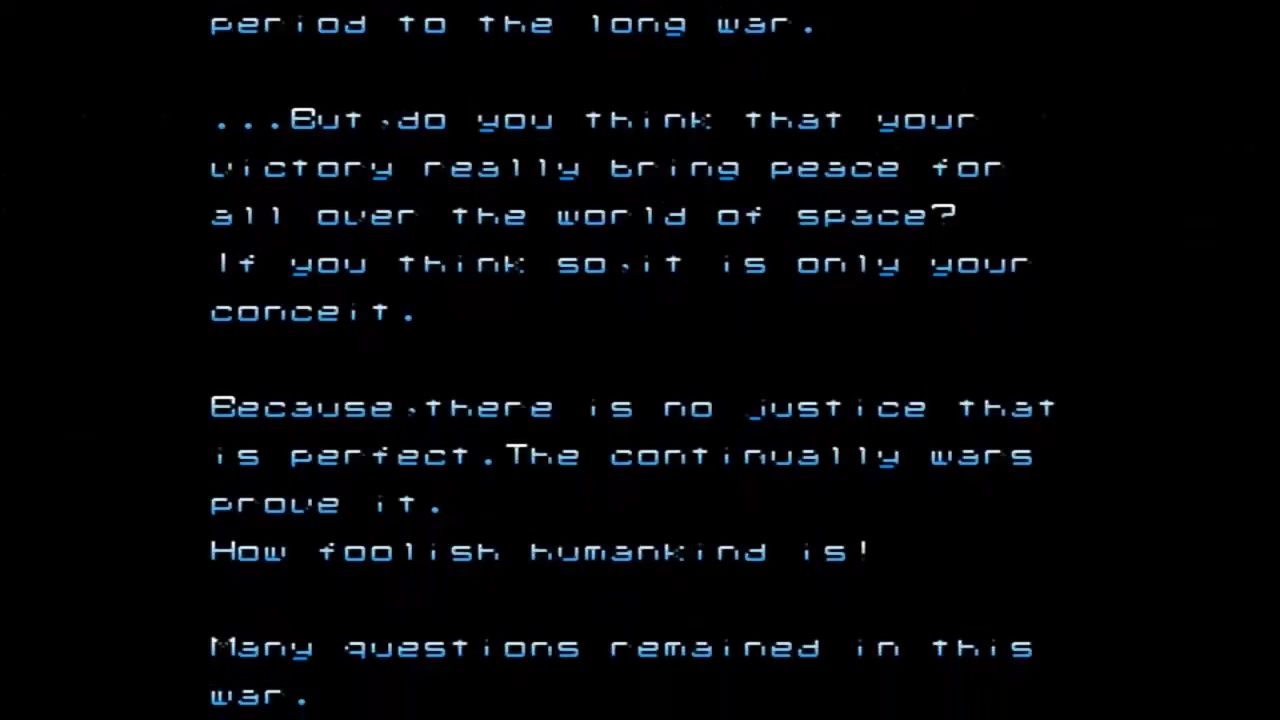 period to the long war.
...But,do you think that your
victory really bring peace for
all over the world of space?
If you think so,it is only your
conceit.
Because,there is no justice that
is perfect.The continually wars
prove it.
How foolish humankind is!
Many questions remained in this
war.